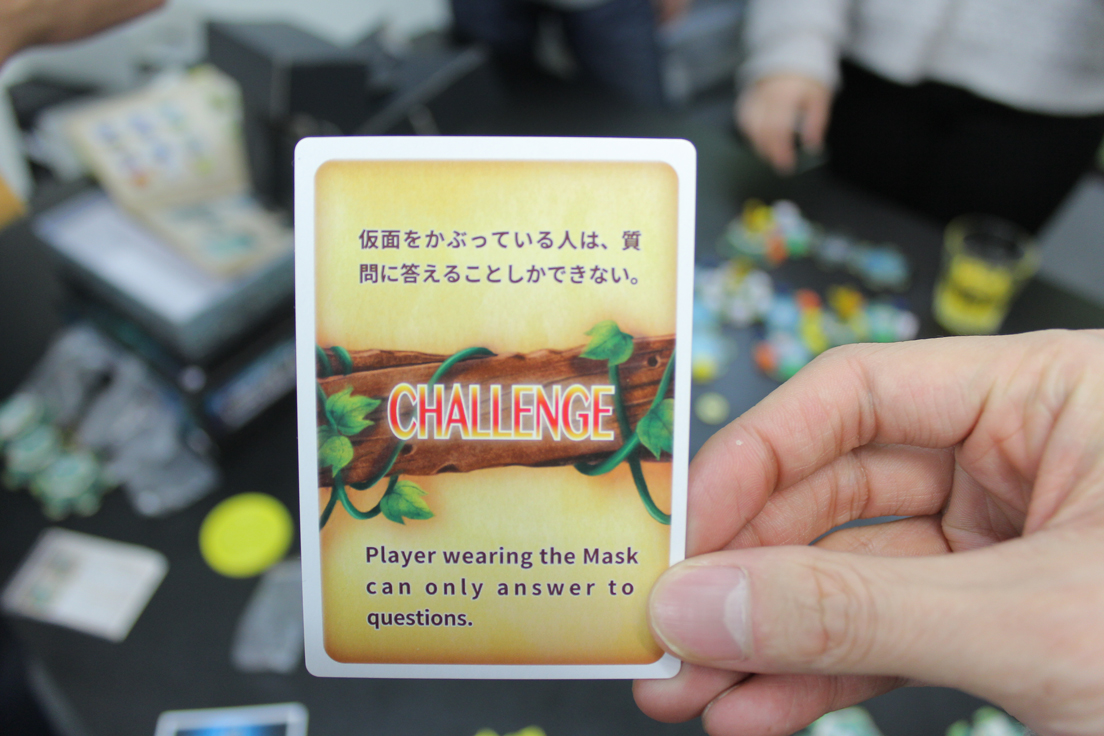 仮面をかぶっている人は、質
問に答えることしかできない。
CHALLENGE
Player wearing the Mask
can only answer to
questions.